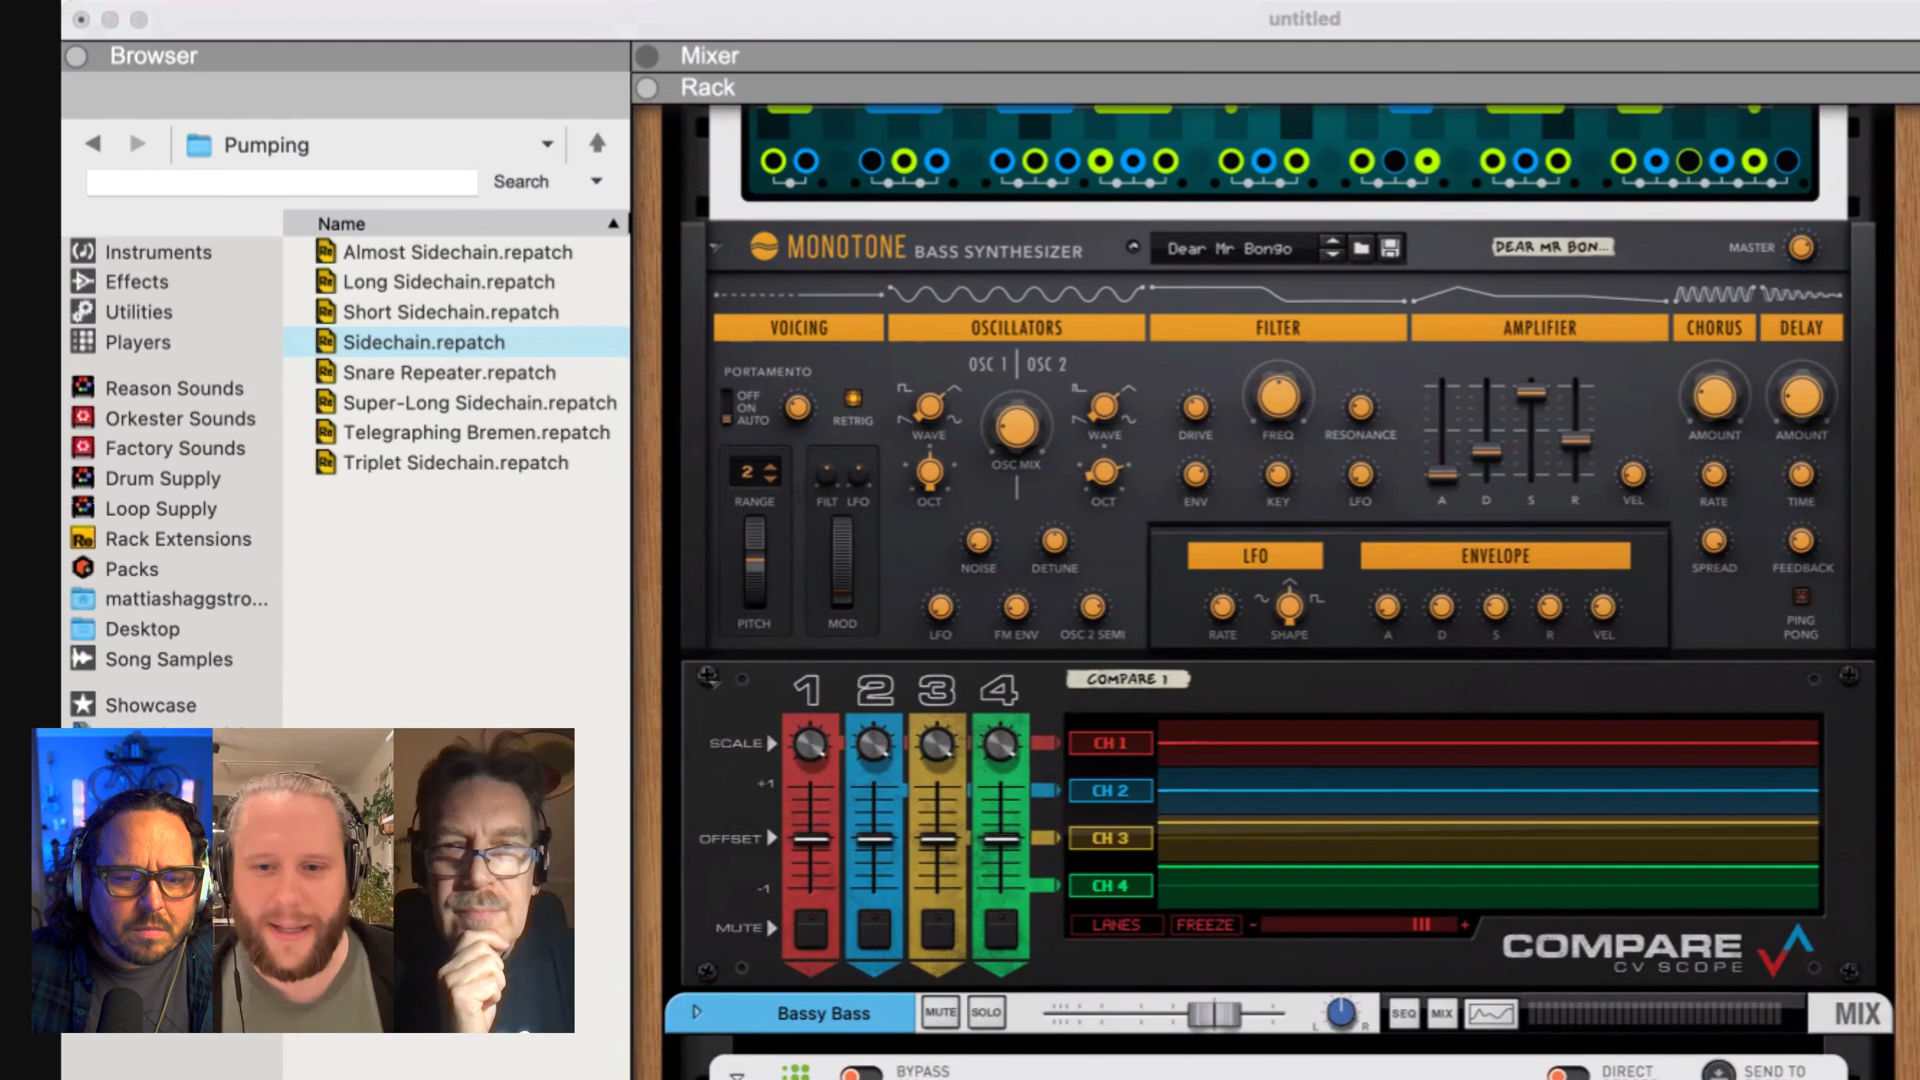 untitled
Browser
Mixer
Rack
Pumping
Search
Name
Instruments
Effects
Utilities
Players
Reason Sounds
Orkester Sounds
Factory Sounds
Drum Supply
Loop Supply
Rack Extensions
Packs
mattiashaggstro...
Desktop
Song Samples
Showcase
Almost Sidechain.repatch
Long Sidechain.repatch
Short Sidechain.repatch
Sidechain.repatch
Snare Repeater.repatch
Super-Long Sidechain.repatch
Telegraphing Bremen.repatch
Triplet Sidechain.repatch
MONOTONE BASS SYNTHESIZER
Dear Mr Bongo
DEAR MR BON...
MASTER
VOICING
OSCILLATORS
FILTER
AMPLIFIER
CHORUS
DELAY
PORTAMENTO
OFF
ON
AUTO
RETRIG
2
RANGE
FILT LFO
PITCH
MOD
OSC 1 OSC 2
WAVE
OSC MIX
WAVE
OCT
OCT
NOISE
DETUNE
LFO
FM ENV
OSC 2 SEMI
DRIVE
FREQ
RESONANCE
ENV
KEY
LFO
A
D
S
R
VEL
LFO
RATE
SHAPE
ENVELOPE
A
D
S
R
VEL
AMOUNT
RATE
SPREAD
AMOUNT
TIME
FEEDBACK
PING
PONG
1 2 3 4
COMPARE 1
SCALE
+1
OFFSET
-1
MUTE
CH 1
CH 2
CH 3
CH 4
LANES
FREEZE
- +
COMPARE
CV SCOPE
Bassy Bass
MUTE
SOLO
L R
SEQ
MIX
MIX
BYPASS
DIRECT
SEND TO